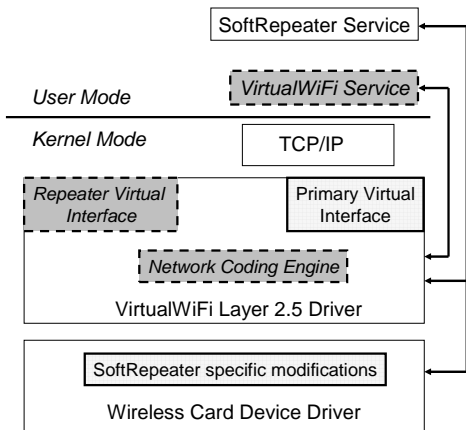 SoftRepeater Service
VirtualWiFi Service
User Mode
Kernel Mode
TCP/IP
Repeater Virtual
Interface
Primary Virtual
Interface
Network Coding Engine
VirtualWiFi Layer 2.5 Driver
SoftRepeater specific modifications
Wireless Card Device Driver